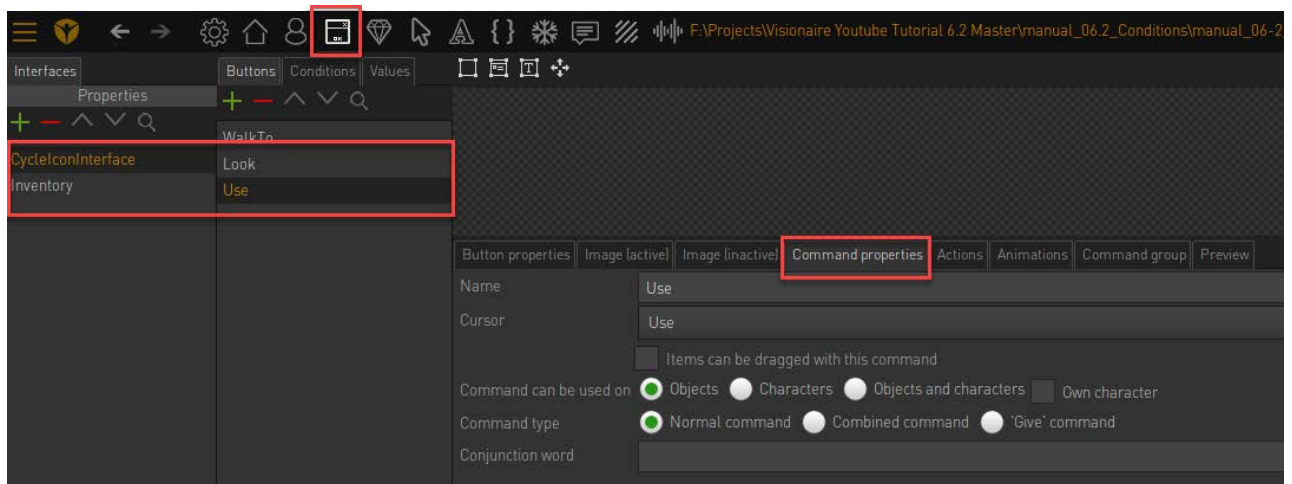 F:\Projects\Visionaire Youtube Tutorial 6.2 Master\manual_06.2_Conditions\manual_06-2
Interfaces Buttons Conditions Values
Properties
CycleIconInterface
Inventory
WalkTo
Look
Use
Button properties Image (active) Image (inactive) Command properties Actions Animations Command group Preview
Name Use
Cursor Use
Items can be dragged with this command
Command can be used on Objects Characters Objects and characters Own character
Command type Normal command Combined command 'Give' command
Conjunction word